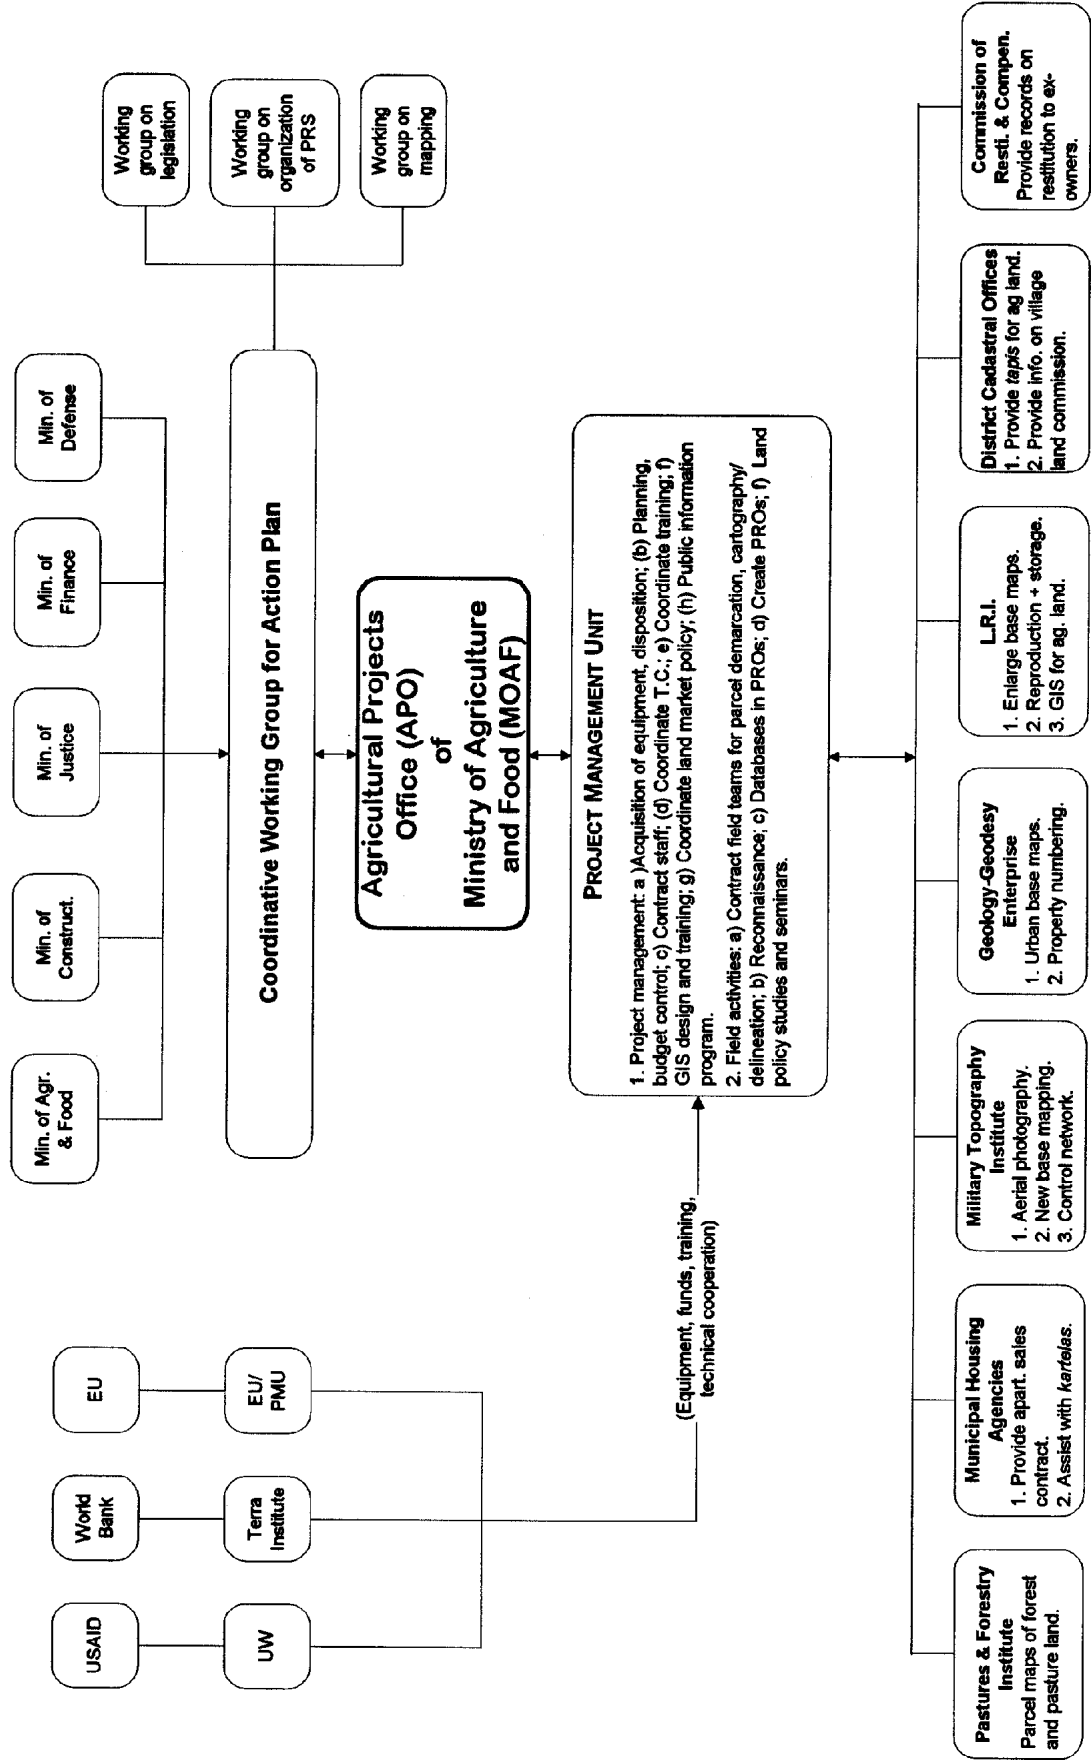 Min. of Agr.
& Food
Min. of
Construct.
Min. of
Justice
Min. of
Finance
Min. of
Defense
USAID
World
Bank
EU
UW
Terra
Institute
EU/
PMU
Coordinative Working Group for Action Plan
Working
group on
legislation
Working
group on
organization
of PRS
Working
group on
mapping
Agricultural Projects
Office (APO)
of
Ministry of Agriculture
and Food (MOAF)
(Equipment, funds, training,
technical cooperation)
PROJECT MANAGEMENT UNIT
1. Project management: a )Acquisition of equipment, disposition; (b) Planning,
budget control; c) Contract staff; (d) Coordinate T.C.; e) Coordinate training; f)
GIS design and training; g) Coordinate land market policy; (h) Public information
program.
2. Field activities: a) Contract field teams for parcel demarcation, cartography/
delineation; b) Reconnaissance; c) Databases in PROs; d) Create PROs; f) Land
policy studies and seminars.
Pastures & Forestry
Institute
Parcel maps of forest
and pasture land.
Municipal Housing
Agencies
1. Provide apart. sales
contract.
2. Assist with kartelas.
Military Topography
Institute
1. Aerial photography.
2. New base mapping.
3. Control network.
Geology-Geodesy
Enterprise
1. Urban base maps.
2. Property numbering.
L.R.I.
1. Enlarge base maps.
2. Reproduction + storage.
3. GIS for ag. land.
District Cadastral Offices
1. Provide tapis for ag land.
2. Provide info. on village
land commission.
Commission of
Resti. & Compen.
Provide records on
restitution to ex-
owners.